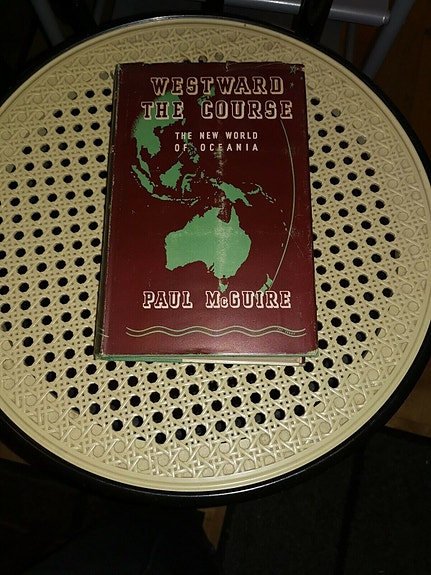 WESTWARD
THE COURSE
THE NEW WORLD
OF OCEANIA
PAUL McGUIRE